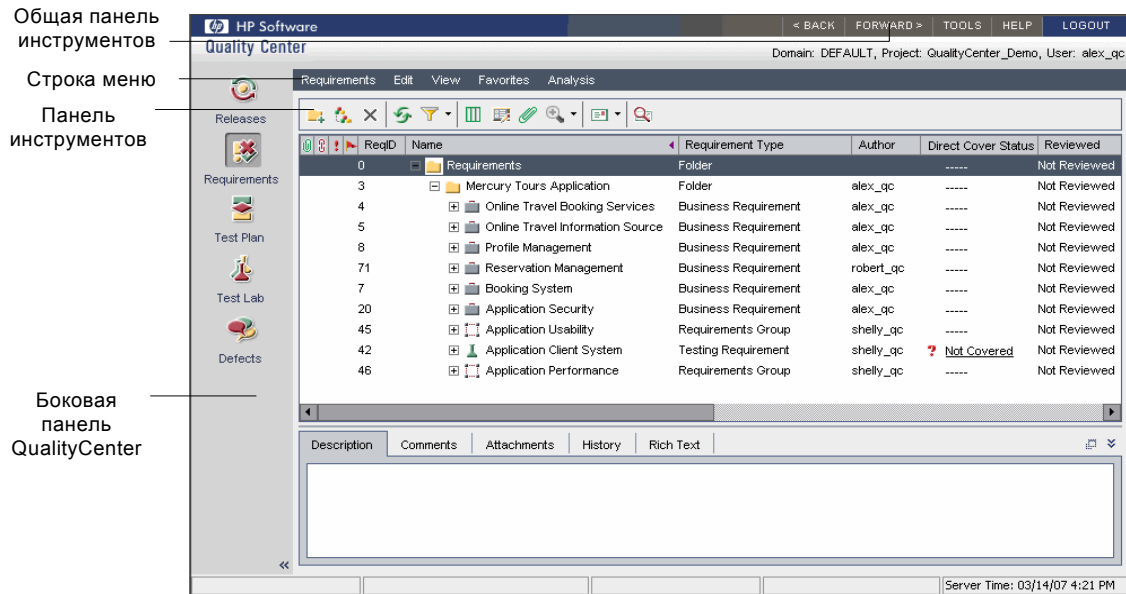 Общая панель
инструментов
Строка меню
Панель
инструментов
Боковая
панель
QualityCenter
HP Software
< BACK FORWARD > TOOLS HELP LOGOUT
Quality Center
Domain: DEFAULT, Project: QualityCenter_Demo, User: alex_qc
Requirements Edit View Favorites Analysis
Releases
Requirements
Test Plan
Test Lab
Defects
ReqID Name Requirement Type Author Direct Cover Status Reviewed
0 Requirements Folder ----- Not Reviewed
3 Mercury Tours Application Folder alex_qc ----- Not Reviewed
4 Online Travel Booking Services Business Requirement alex_qc ----- Not Reviewed
5 Online Travel Information Source Business Requirement alex_qc ----- Not Reviewed
8 Profile Management Business Requirement alex_qc ----- Not Reviewed
71 Reservation Management Business Requirement robert_qc ----- Not Reviewed
7 Booking System Business Requirement alex_qc ----- Not Reviewed
20 Application Security Business Requirement alex_qc ----- Not Reviewed
45 Application Usability Requirements Group shelly_qc ----- Not Reviewed
42 Application Client System Testing Requirement shelly_qc ? Not Covered Not Reviewed
46 Application Performance Requirements Group shelly_qc ----- Not Reviewed
Description Comments Attachments History Rich Text
Server Time: 03/14/07 4:21 PM